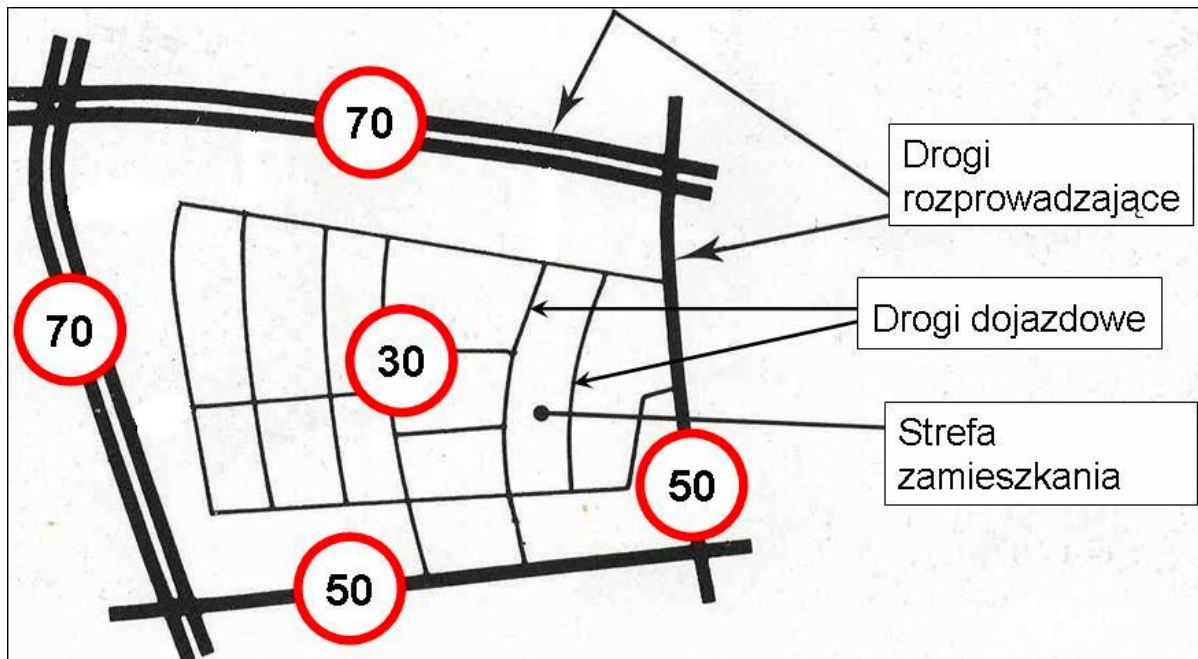 70
Drogi
rozprowadzające
70
30
Drogi dojazdowe
Strefa
zamieszkania
50
50